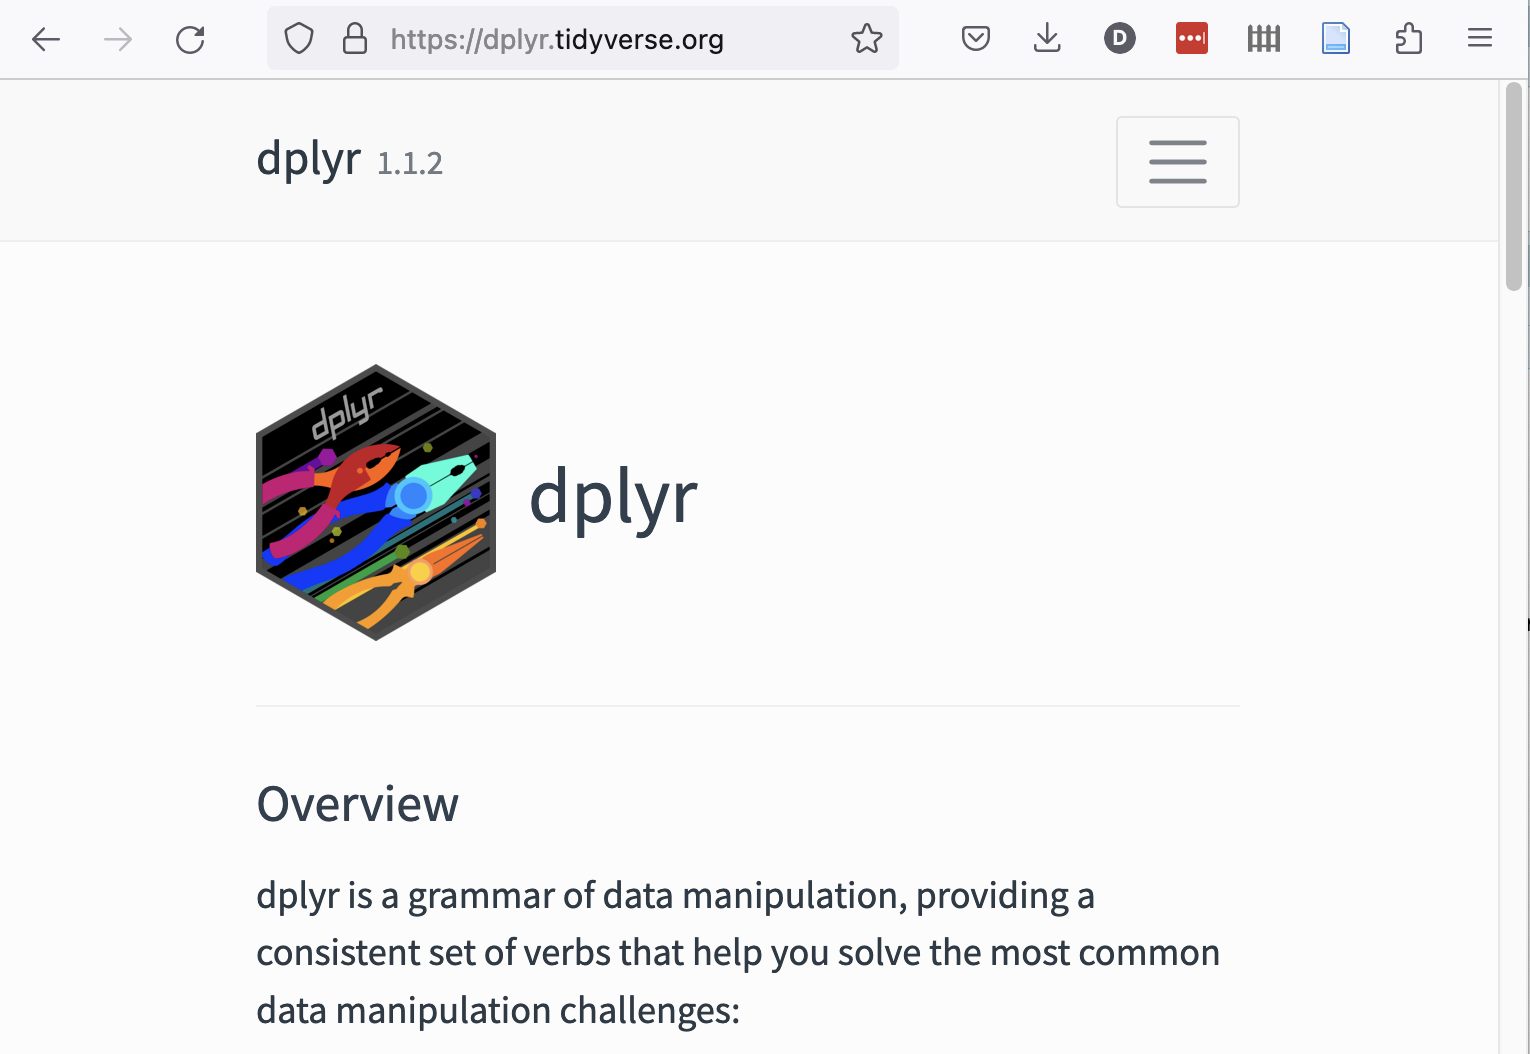 https://dplyr.tidyverse.org
D
dplyr 1.1.2
dplyr
dplyr
Overview
dplyr is a grammar of data manipulation, providing a
consistent set of verbs that help you solve the most common
data manipulation challenges: